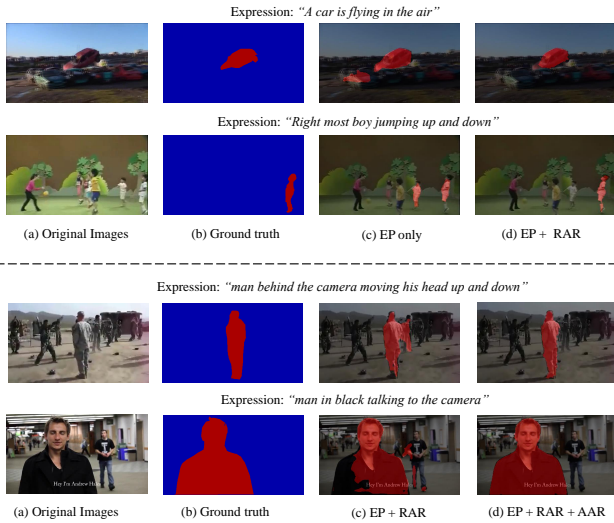 Expression: “A car is flying in the air”
Expression: “Right most boy jumping up and down”
(a) Original Images (b) Ground truth (c) EP only (d) EP + RAR
Expression: “man behind the camera moving his head up and down”
Expression: “man in black talking to the camera”
Hey I'm Andrew
(a) Original Images (b) Ground truth (c) EP + RAR (d) EP + RAR + AAR